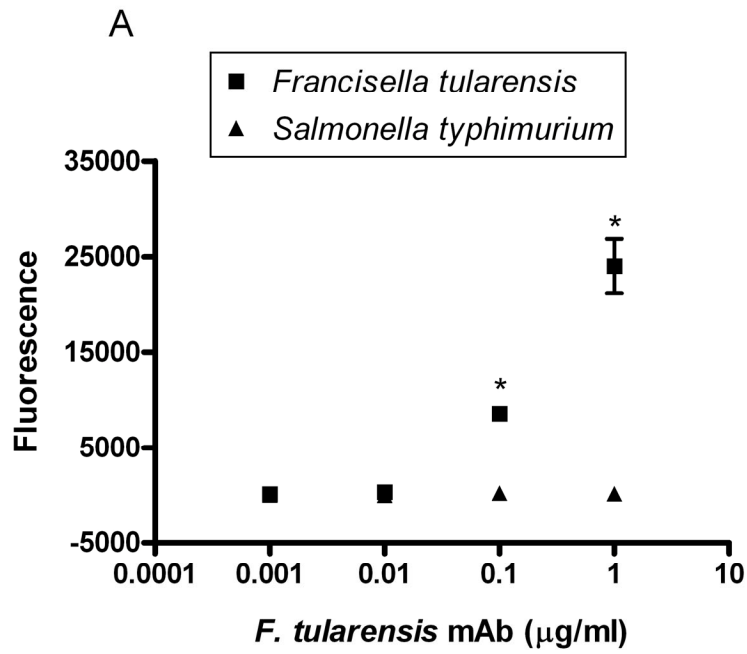 A
Francisella tularensis
Salmonella typhimurium
35000
25000
15000
5000
-5000
Fluorescence
*
*
0.0001 0.001 0.01 0.1 1 10
F. tularensis mAb (μg/ml)